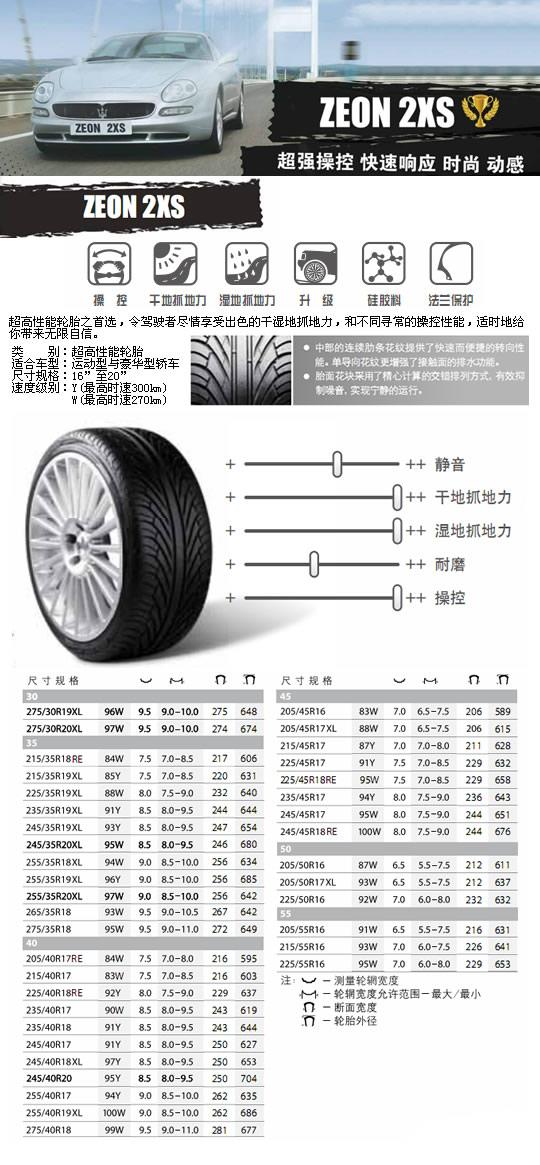 ZEON 2XS
ZEON 2XS
超强操控 快速响应 时尚 动感
ZEON 2XS
操 控 干地抓地力 湿地抓地力 升 级 硅胶料 法兰保护
超高性能轮胎之首选，令驾驶者尽情享受出色的干湿地抓地力，和不同寻常的操控性能，适时地给
你带来无限自信。
类 别：超高性能轮胎
适合车型：运动型与豪华型轿车
尺寸规格：16”至20”
速度级别：Y(最高时速300km)
W(最高时速270km)
● 中部的连续肋条花纹提供了快速而便捷的转向性
能。单导向花纹更增强了接触面的排水功能。
● 胎面花块采用了精心计算的交错排列方式，有效抑
制噪音，实现宁静的运行。
+ ++ 静音
+ ++ 干地抓地力
+ ++ 湿地抓地力
+ ++ 耐磨
+ ++ 操控
尺寸规格
30
275/30R19XL 96W 9.5 9.0-10.0 275 648
275/30R20XL 97W 9.5 9.0-10.0 274 674
35
215/35R18RE 84W 7.5 7.0-8.5 217 606
215/35R19XL 85Y 7.5 7.0-8.5 220 631
225/35R19XL 88W 8.0 7.5-9.0 232 640
235/35R19XL 91Y 8.5 8.0-9.5 244 644
245/35R19XL 93Y 8.5 8.0-9.5 247 654
245/35R20XL 95W 8.5 8.0-9.5 246 680
255/35R18XL 94W 9.0 8.5-10.0 256 634
255/35R19XL 96Y 9.0 8.5-10.0 256 685
255/35R20XL 97W 9.0 8.5-10.0 256 642
265/35R18 93W 9.5 9.0-10.5 267 642
275/35R18 95W 9.5 9.0-11.0 272 649
40
205/40R17RE 84W 7.5 7.0-8.0 216 595
215/40R17 83W 7.5 7.0-8.5 216 603
225/40R18RE 92Y 8.0 7.5-9.0 229 637
235/40R17 90W 8.5 8.0-9.5 243 619
235/40R18 91Y 8.5 8.0-9.5 243 644
245/40R17 91Y 8.5 8.0-9.5 250 627
245/40R18XL 97Y 8.5 8.0-9.5 250 653
245/40R20 95Y 8.5 8.0-9.5 250 704
255/40R17 94Y 9.0 8.5-10.0 262 635
255/40R19XL 100W 9.0 8.5-10.0 262 686
275/40R18 99W 9.5 9.0-11.0 281 677
尺寸规格
45
205/45R16 83W 7.0 6.5-7.5 206 589
205/45R17XL 88W 7.0 6.5-7.5 206 615
215/45R17 87Y 7.0 7.0-8.0 211 628
225/45R17 91Y 7.5 7.0-8.5 229 632
225/45R18RE 95W 7.5 7.0-8.5 229 658
235/45R17 94Y 8.0 7.5-9.0 236 643
245/45R17 95W 8.0 7.5-9.0 244 651
245/45R18RE 100W 8.0 7.5-9.0 244 676
50
205/50R16 87W 6.5 5.5-7.5 212 611
205/50R17XL 93W 6.5 5.5-7.5 212 637
225/50R16 92W 7.0 6.0-8.0 232 632
55
205/55R16 91W 6.5 5.5-7.5 216 631
215/55R16 93W 7.0 6.0-7.5 226 641
225/55R16 95W 7.0 6.0-8.0 229 653
注: － 测量轮辋宽度
－ 轮辋宽度允许范围－最大/最小
－ 断面宽度
－ 轮胎外径